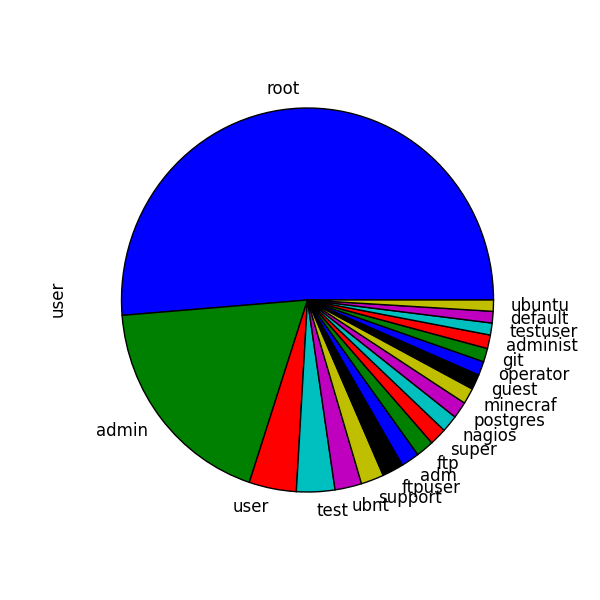 root
user
admin
user
test
ubnt
support
ftpuser
adm
ftp
super
nagios
postgres
minecraf
guest
operator
git
administ
testuser
default
ubuntu